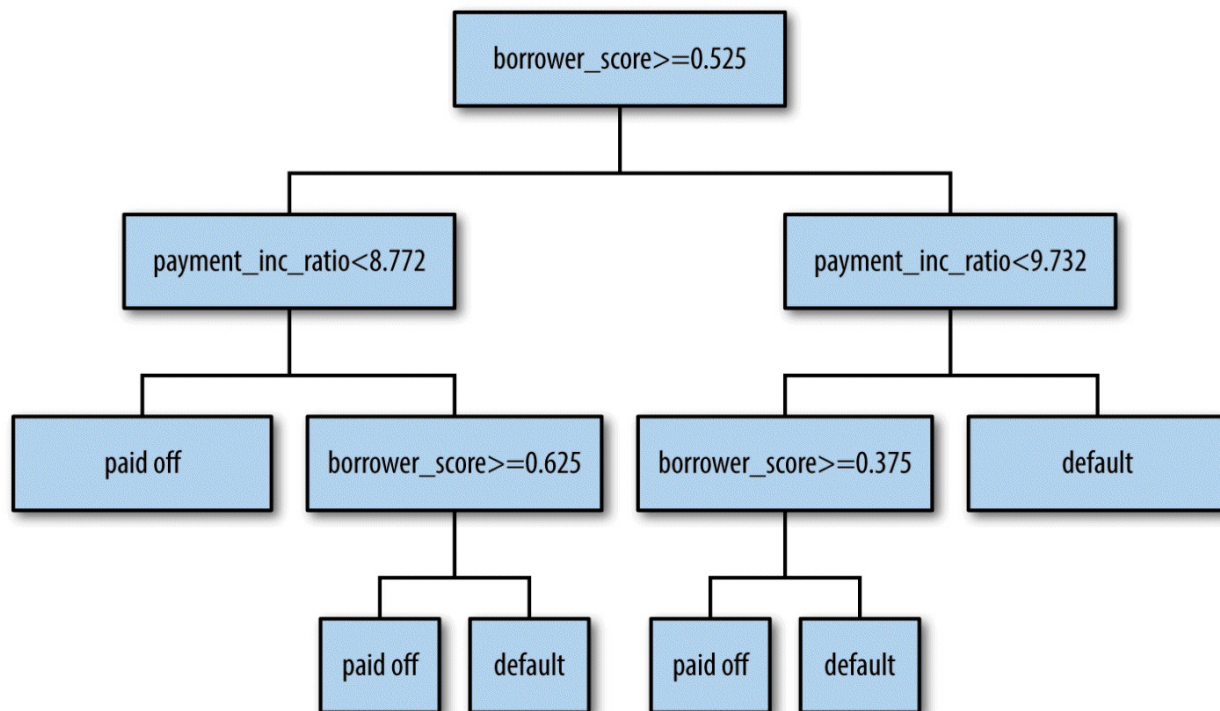 borrower_score>=0.525
payment_inc_ratio<8.772
payment_inc_ratio<9.732
paid off
borrower_score>=0.625
borrower_score>=0.375
default
paid off
default
paid off
default